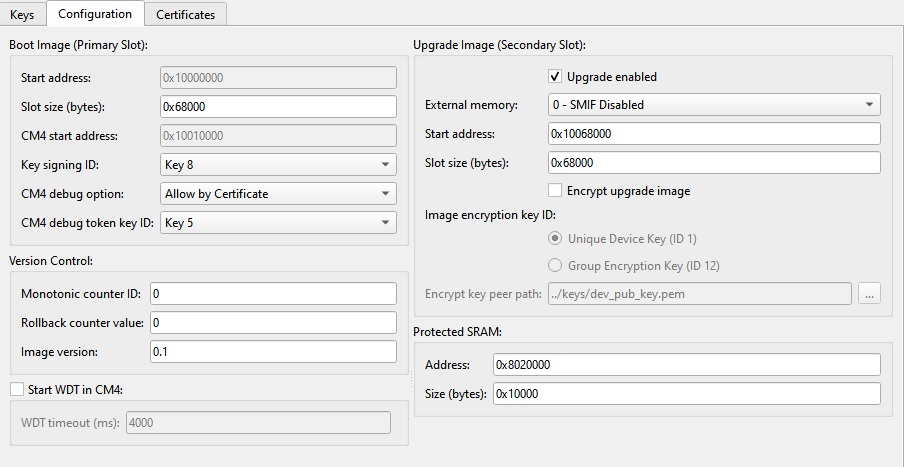 Keys
Configuration
Certificates
Boot Image (Primary Slot):
Start address: 0x10000000
Slot size (bytes): 0x68000
CM4 start address: 0x10010000
Key signing ID: Key 8
CM4 debug option: Allow by Certificate
CM4 debug token key ID: Key 5
Version Control:
Monotonic counter ID: 0
Rollback counter value: 0
Image version: 0.1
Start WDT in CM4:
WDT timeout (ms): 4000
Upgrade Image (Secondary Slot):
Upgrade enabled
External memory: 0 - SMIF Disabled
Start address: 0x10068000
Slot size (bytes): 0x68000
Encrypt upgrade image
Image encryption key ID:
Unique Device Key (ID 1)
Group Encryption Key (ID 12)
Encrypt key peer path: ../keys/dev_pub_key.pem ...
Protected SRAM:
Address: 0x8020000
Size (bytes): 0x10000